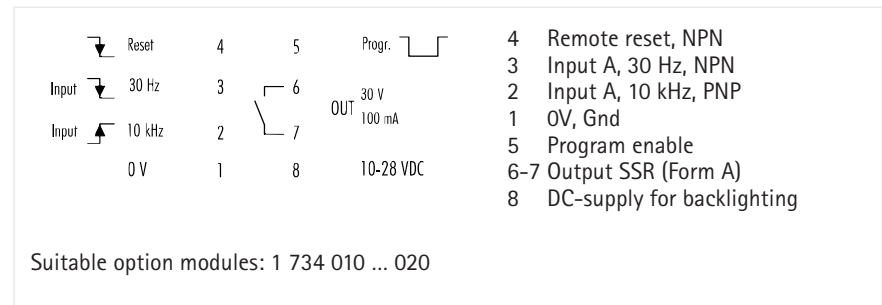 Reset 4 5 Progr.
Input 30 Hz 3 6
OUT 30 V
100 mA
Input 10 kHz 2 7
0 V 1 8 10-28 VDC
4 Remote reset, NPN
3 Input A, 30 Hz, NPN
2 Input A, 10 kHz, PNP
1 0V, Gnd
5 Program enable
6-7 Output SSR (Form A)
8 DC-supply for backlighting
Suitable option modules: 1 734 010 ... 020